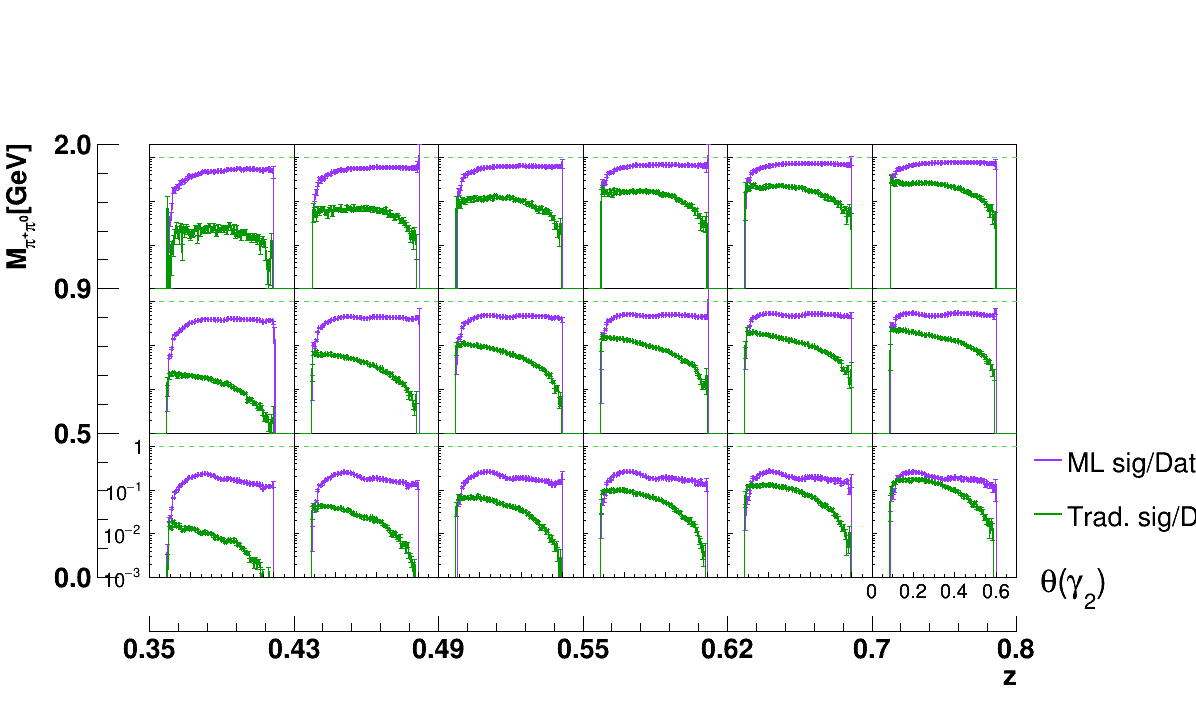 M_{π⁺π⁰} [GeV]
2.0
0.9
0.5
0.0
1
10⁻¹
10⁻²
10⁻³
ML sig/Dat
Trad. sig/D
0 0.2 0.4 0.6
θ(γ₂)
0.35 0.43 0.49 0.55 0.62 0.7 0.8
z